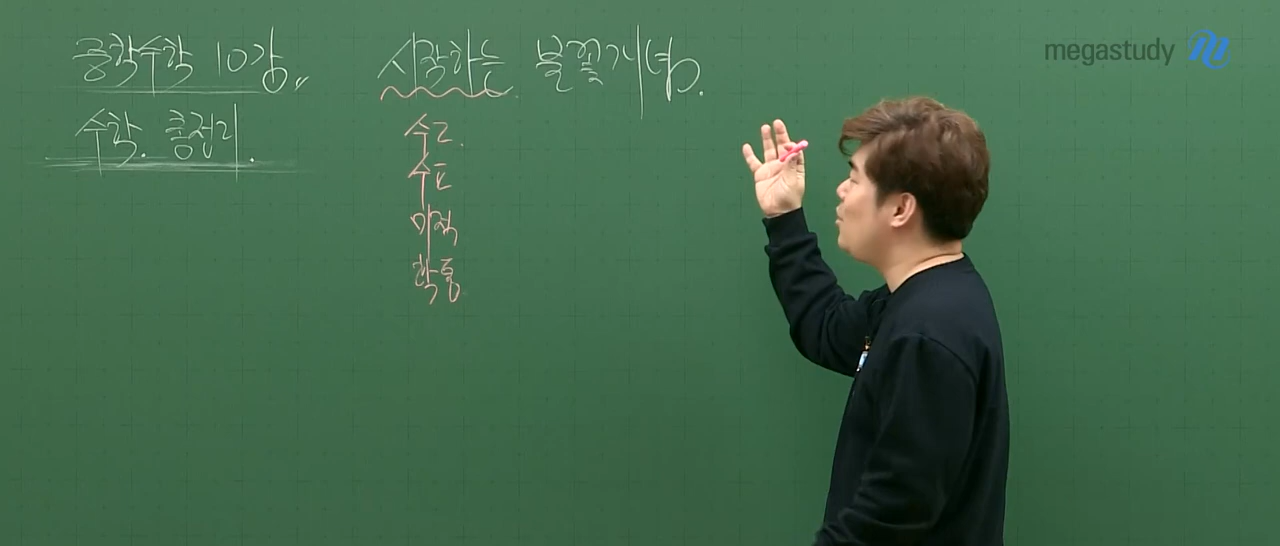 중학수학 10강.
수학. 총정리.
시작하는 불꽃개념.
수2.
수1
미적
확통
megastudy